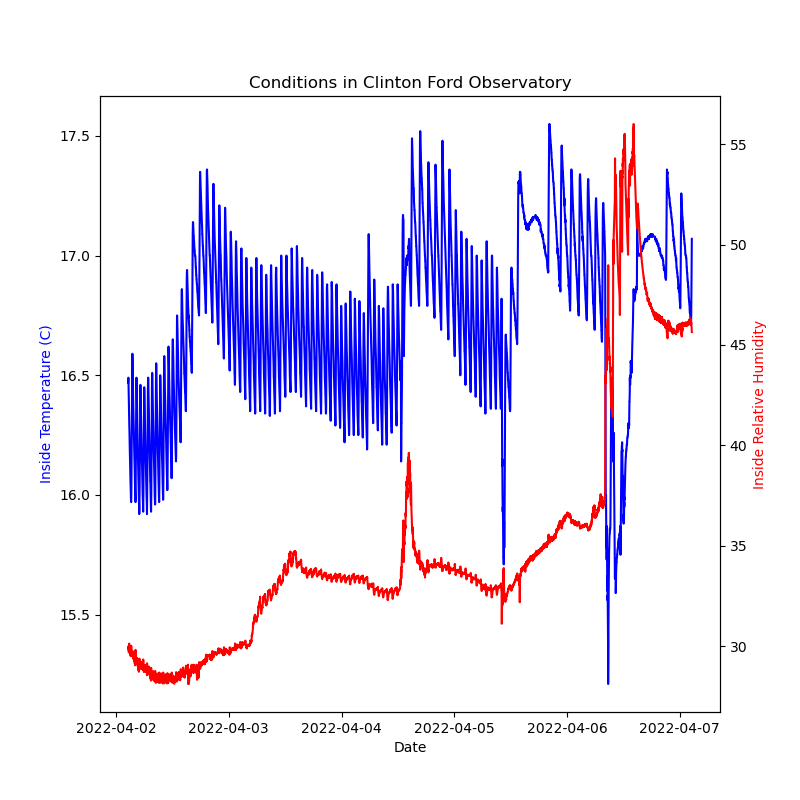 Conditions in Clinton Ford Observatory
17.5
17.0
16.5
16.0
15.5
Inside Temperature (C)
55
50
45
40
35
30
Inside Relative Humidity
2022-04-02 2022-04-03 2022-04-04 2022-04-05 2022-04-06 2022-04-07
Date